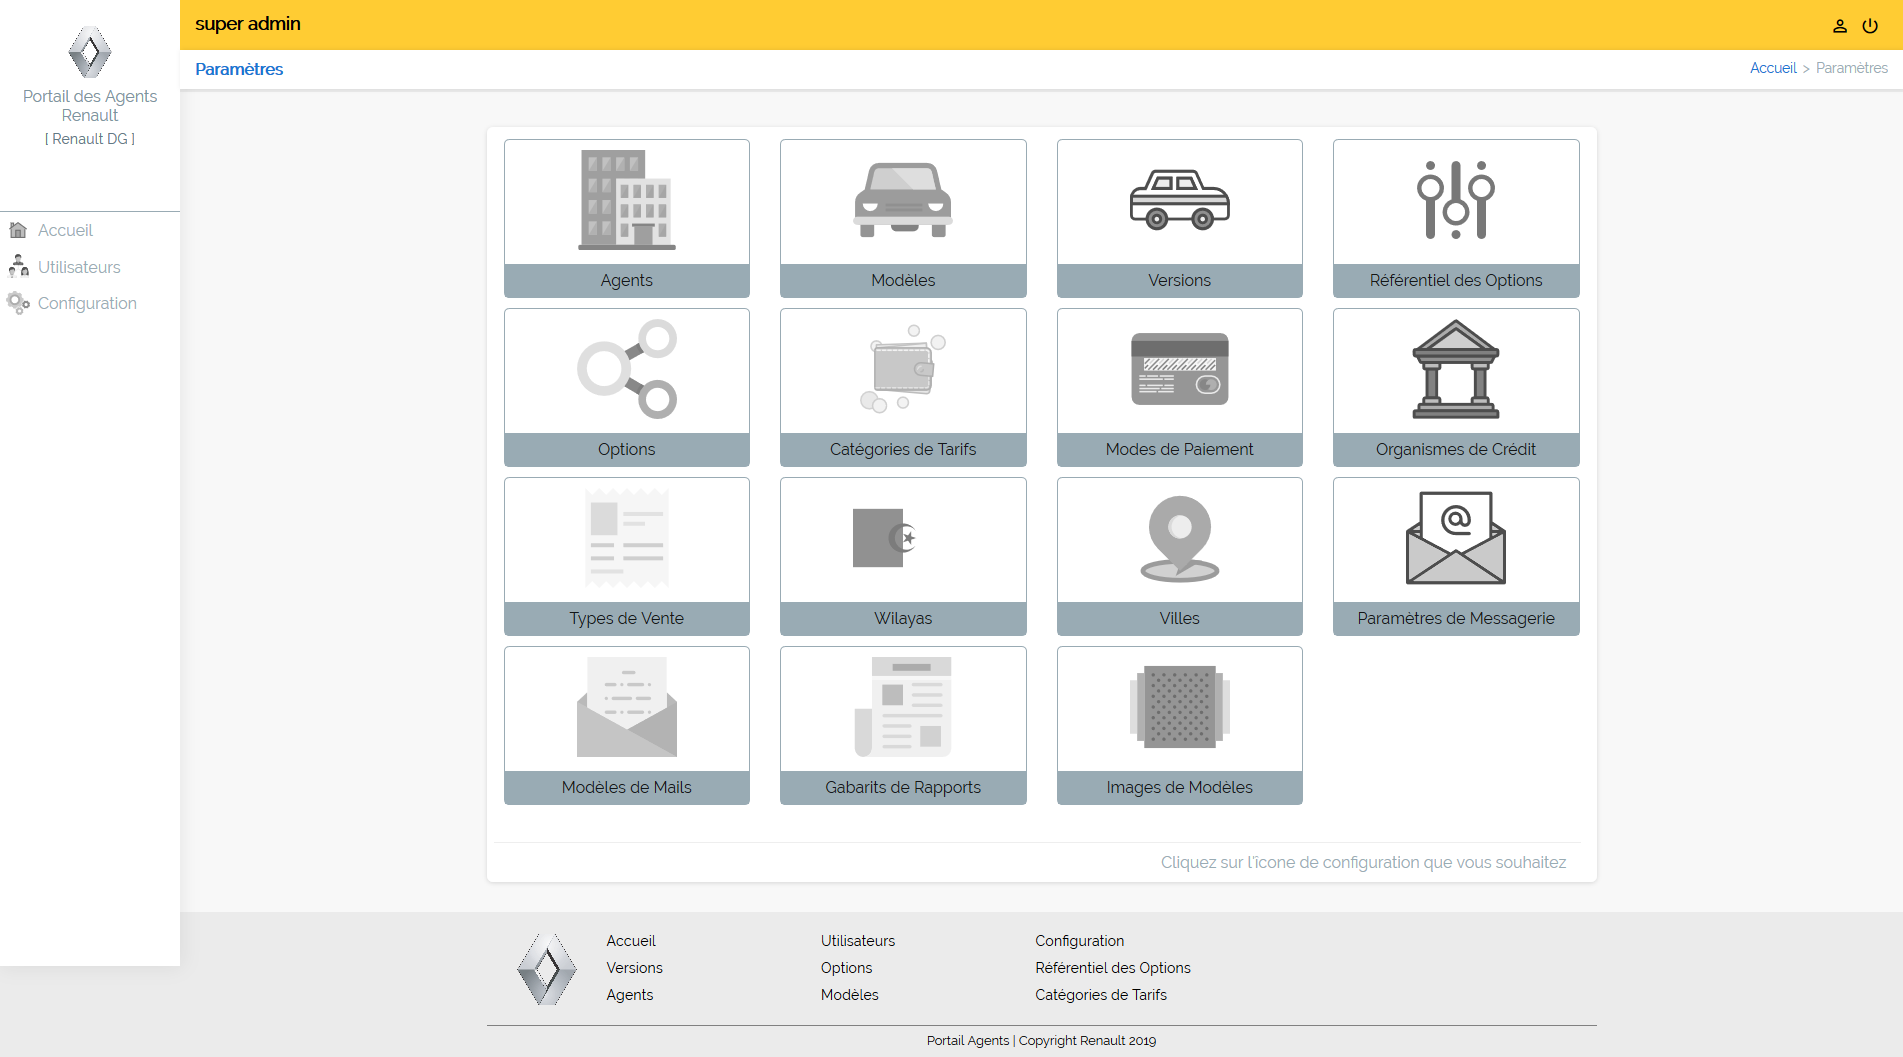 super admin
Portail des Agents
Renault
[ Renault DG ]
Accueil
Utilisateurs
Configuration
Paramètres
Accueil > Paramètres
Agents
Modèles
Versions
Référentiel des Options
Options
Catégories de Tarifs
Modes de Paiement
Organismes de Crédit
Types de Vente
Wilayas
Villes
@
Paramètres de Messagerie
Modèles de Mails
Gabarits de Rapports
Images de Modèles
Cliquez sur l'îcone de configuration que vous souhaitez
Accueil
Utilisateurs
Configuration
Versions
Options
Référentiel des Options
Agents
Modèles
Catégories de Tarifs
Portail Agents | Copyright Renault 2019